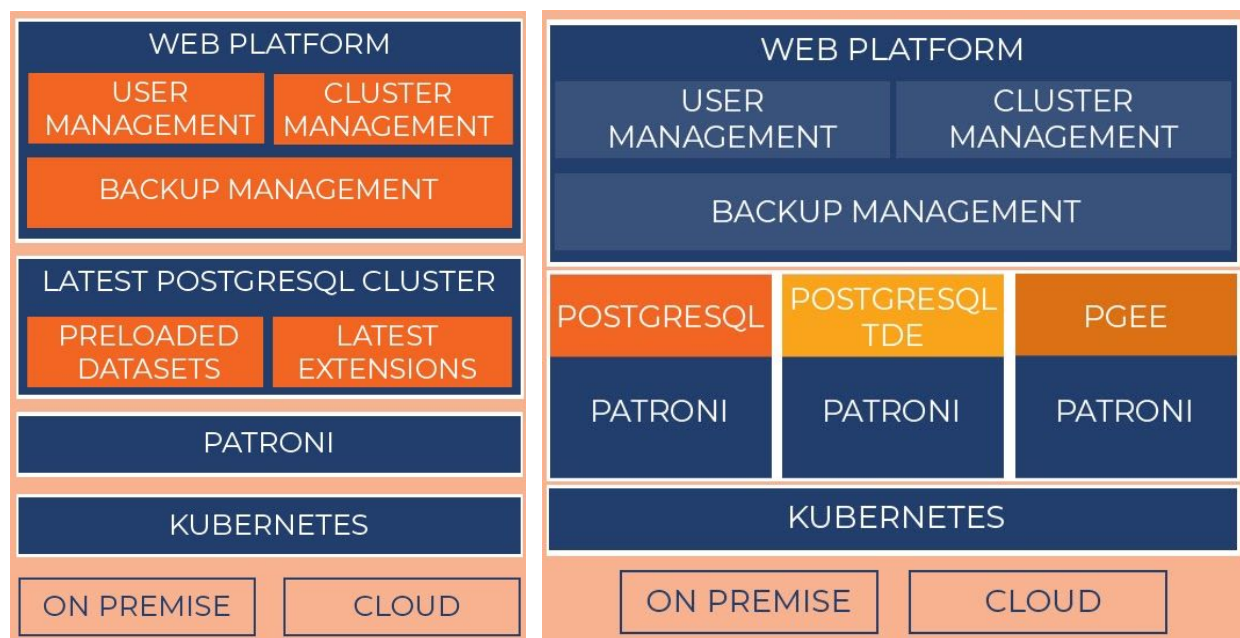 WEB PLATFORM
USER
MANAGEMENT
CLUSTER
MANAGEMENT
BACKUP MANAGEMENT
LATEST POSTGRESQL CLUSTER
PRELOADED
DATASETS
LATEST
EXTENSIONS
PATRONI
KUBERNETES
ON PREMISE
CLOUD
WEB PLATFORM
USER
MANAGEMENT
CLUSTER
MANAGEMENT
BACKUP MANAGEMENT
POSTGRESQL
PATRONI
POSTGRESQL
TDE
PATRONI
PGEE
PATRONI
KUBERNETES
ON PREMISE
CLOUD